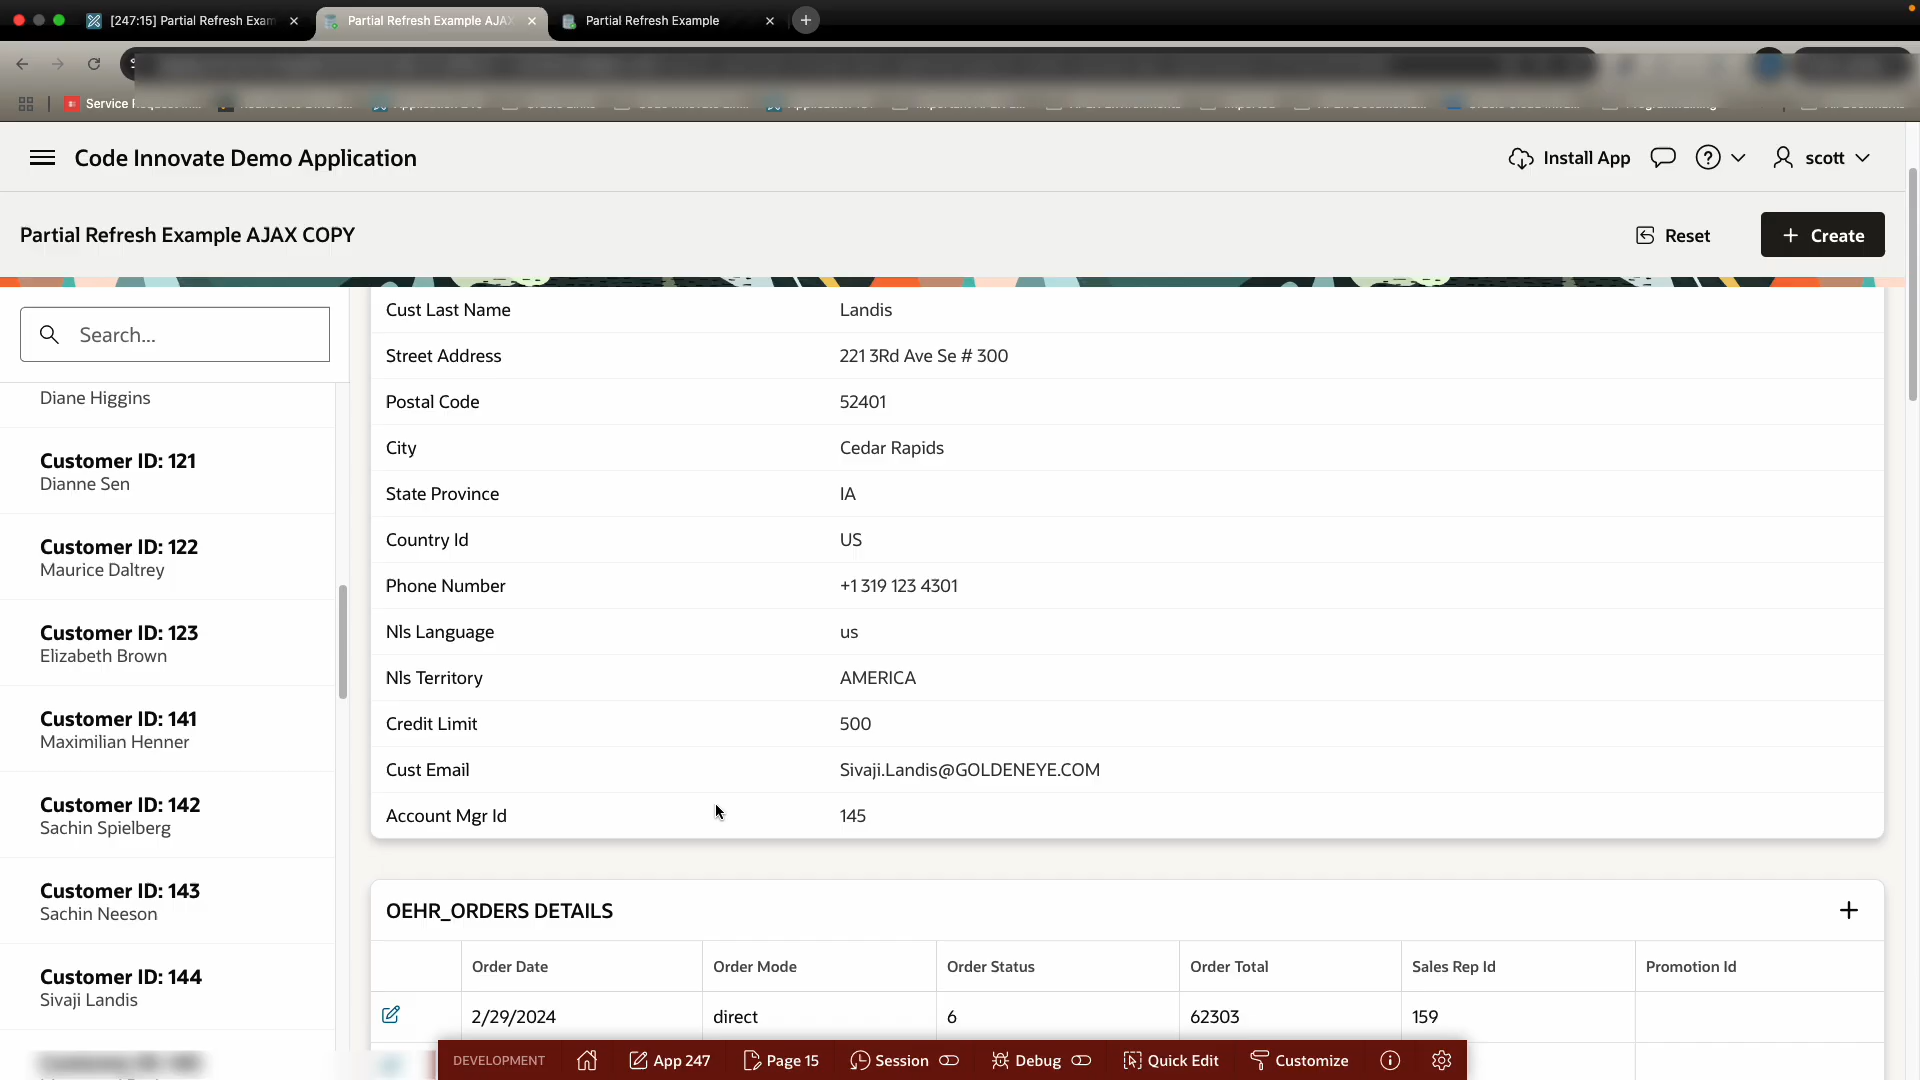 [247:15] Partial Refresh Exam
Partial Refresh Example AJAX
Partial Refresh Example
Service
Code Innovate Demo Application
Install App
scott
Partial Refresh Example AJAX COPY
Reset
Create
Search...
Diane Higgins
Customer ID: 121
Dianne Sen
Customer ID: 122
Maurice Daltrey
Customer ID: 123
Elizabeth Brown
Customer ID: 141
Maximilian Henner
Customer ID: 142
Sachin Spielberg
Customer ID: 143
Sachin Neeson
Customer ID: 144
Sivaji Landis
Cust Last Name Landis
Street Address 221 3Rd Ave Se # 300
Postal Code 52401
City Cedar Rapids
State Province IA
Country Id US
Phone Number +1 319 123 4301
Nls Language us
Nls Territory AMERICA
Credit Limit 500
Cust Email Sivaji.Landis@GOLDENEYE.COM
Account Mgr Id 145
OEHR_ORDERS DETAILS
Order Date Order Mode Order Status Order Total Sales Rep Id Promotion Id
2/29/2024 direct 6 62303 159
DEVELOPMENT App 247 Page 15 Session Debug Quick Edit Customize